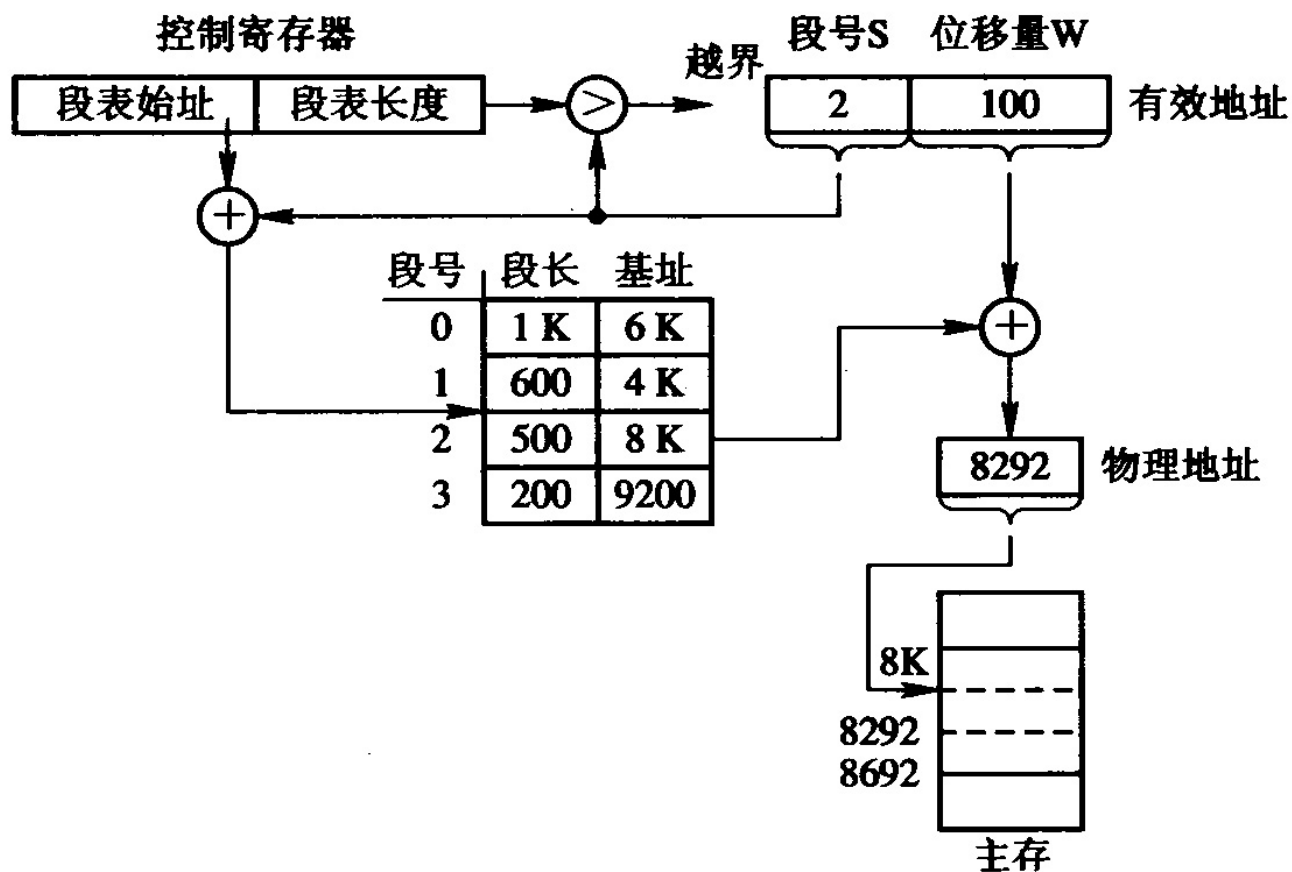 控制寄存器
段号S 位移量W
段表始址 段表长度 > 越界 2 100 有效地址
+
段号 段长 基址
0 1 K 6 K
+
1 600 4 K
2 500 8 K
8292 物理地址
3 200 9200
8K
8292
8692
主存